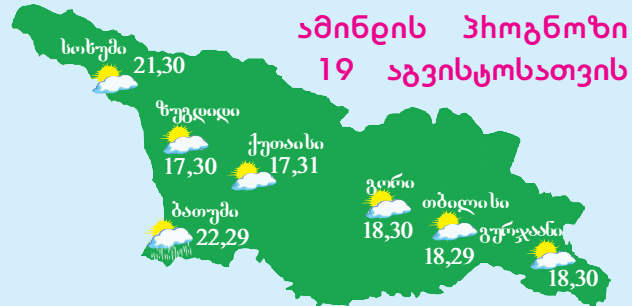 ამინდის პროგნოზი
19 აგვისტოსათვის
სოხუმი
21,30
ზუგდიდი
17,30
ქუთაისი
17,31
ბათუმი
22,29
გორი
18,30
თბილისი
18,29
გურჯაანი
18,30